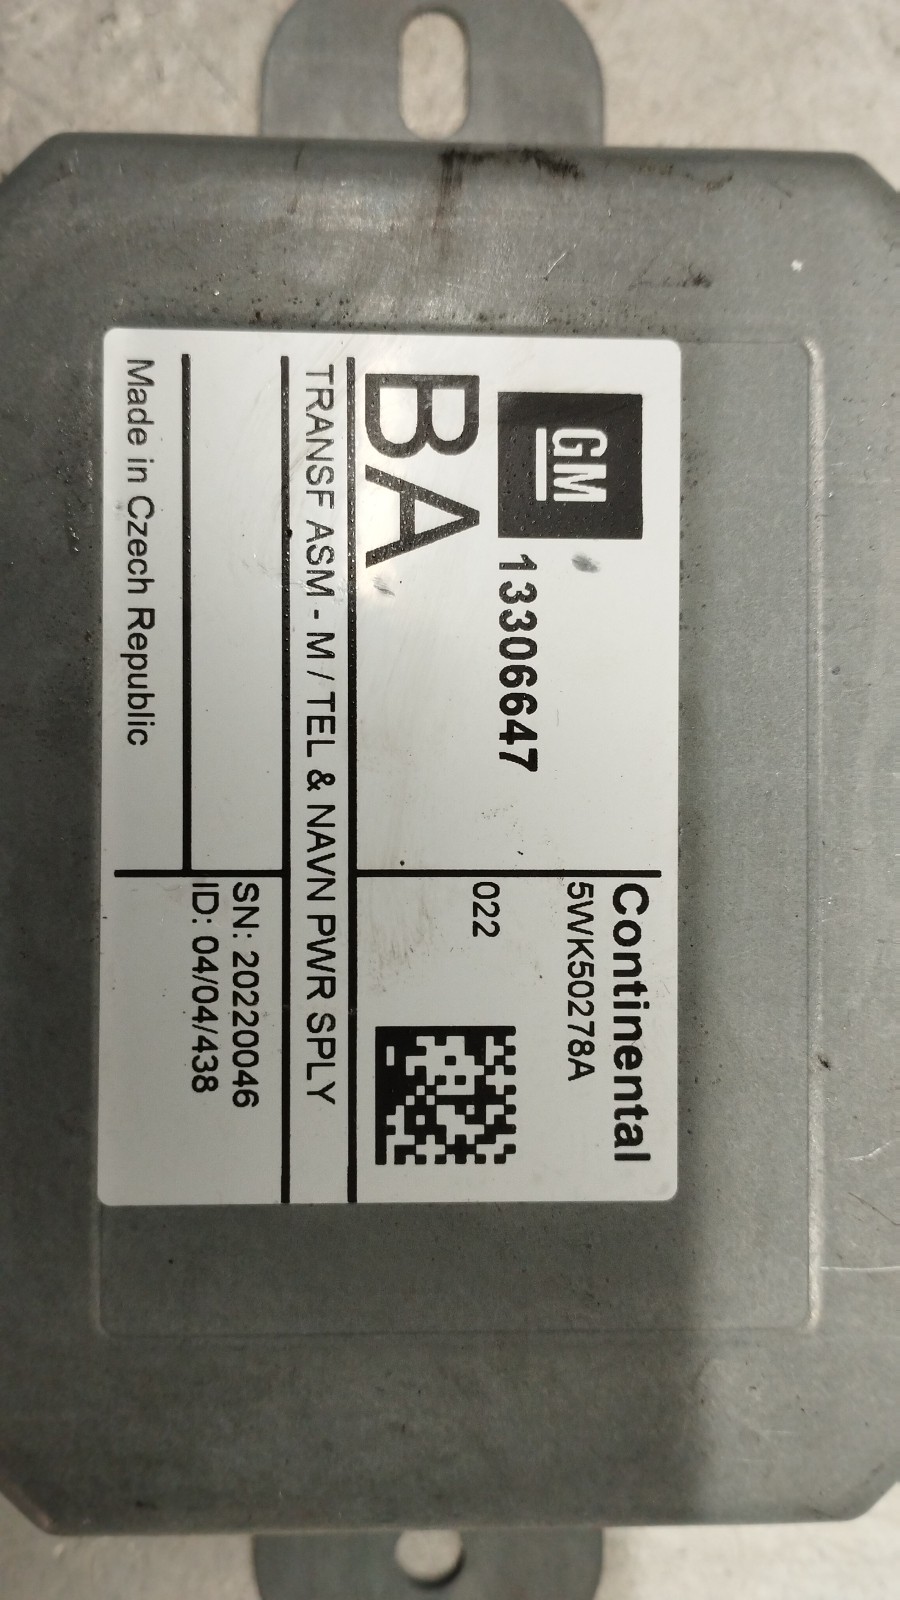 GM
13306647
BA
Continental
5WK50278A
022
TRANSF ASM - M / TEL & NAVN PWR SPLY
SN: 20220046
ID: 04/04/438
Made in Czech Republic